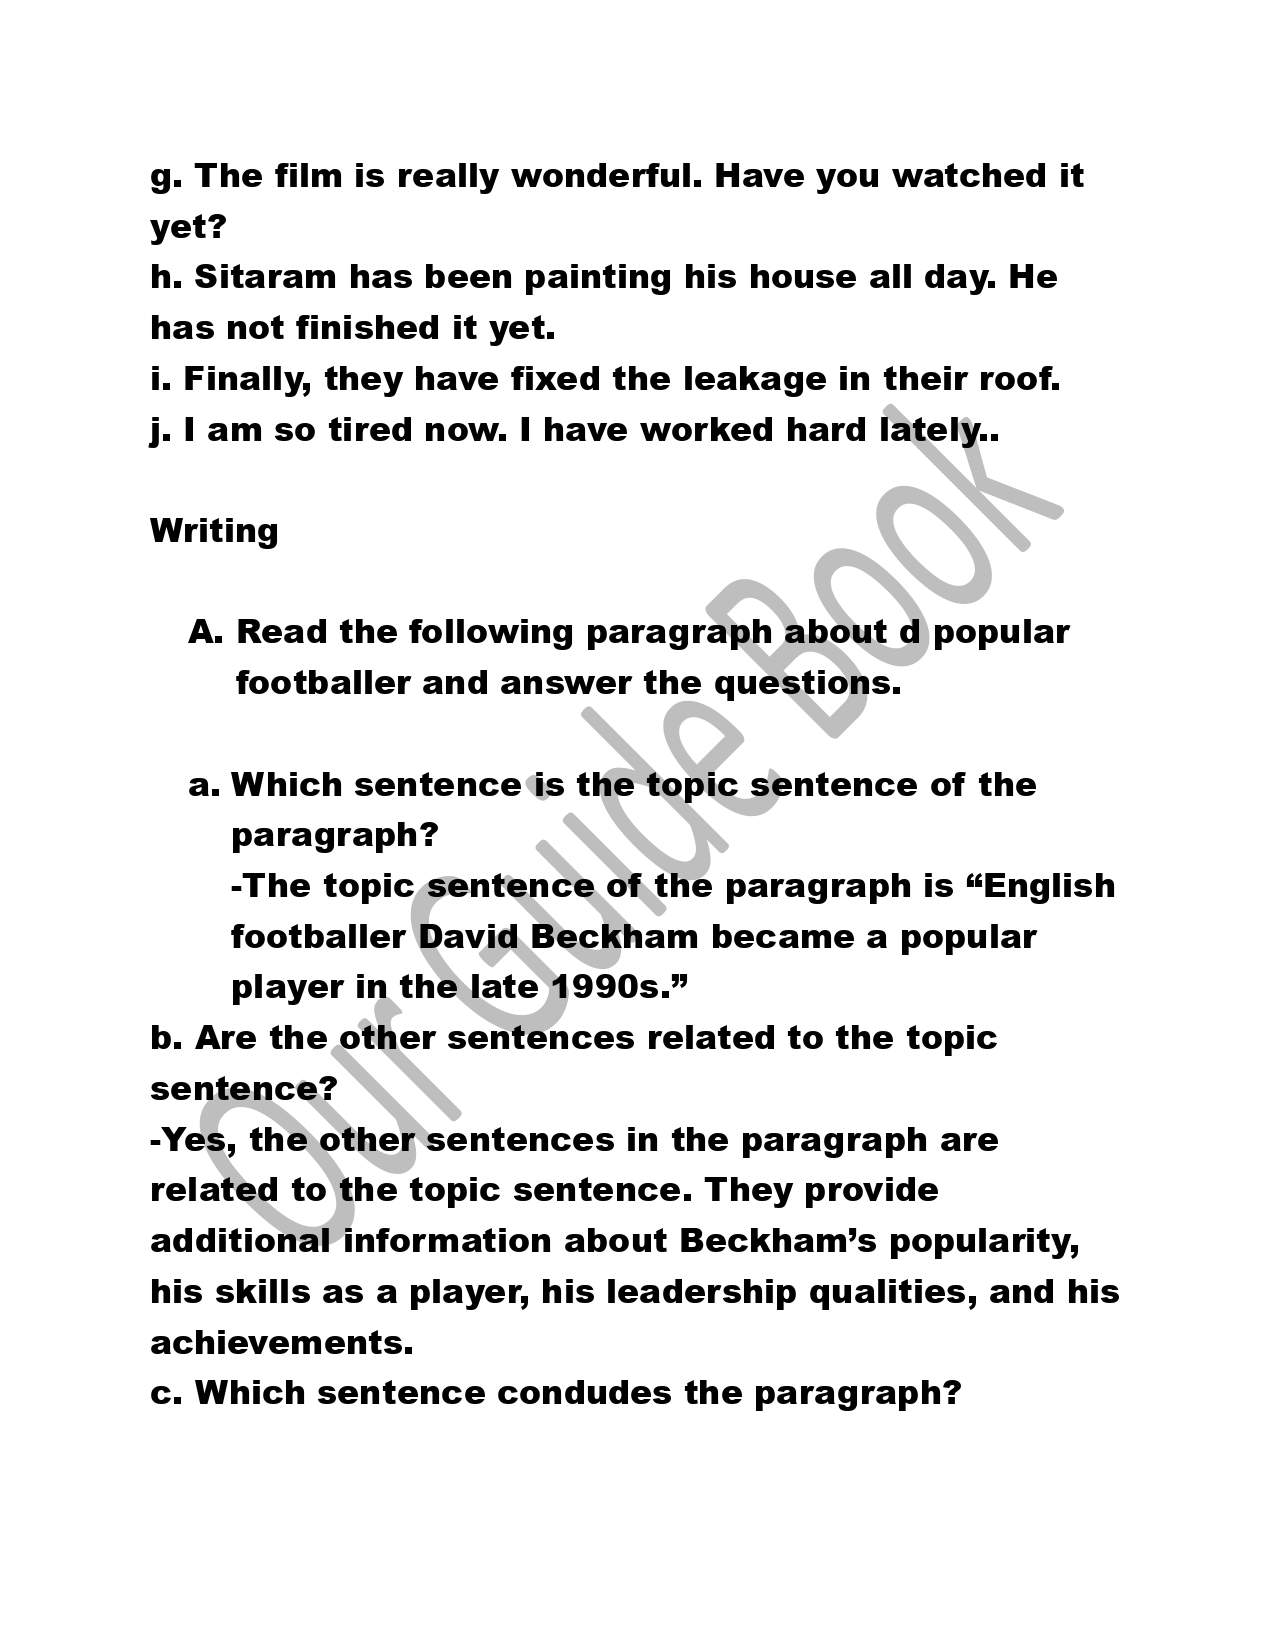 g. The film is really wonderful. Have you watched it
yet?
h. Sitaram has been painting his house all day. He
has not finished it yet.
i. Finally, they have fixed the leakage in their roof.
j. I am so tired now. I have worked hard lately..
Writing
A. Read the following paragraph about d popular
footballer and answer the questions.
a. Which sentence is the topic sentence of the
paragraph?
-The topic sentence of the paragraph is “English
footballer David Beckham became a popular
player in the late 1990s.”
b. Are the other sentences related to the topic
sentence?
-Yes, the other sentences in the paragraph are
related to the topic sentence. They provide
additional information about Beckham’s popularity,
his skills as a player, his leadership qualities, and his
achievements.
c. Which sentence condudes the paragraph?
Our Guide Book